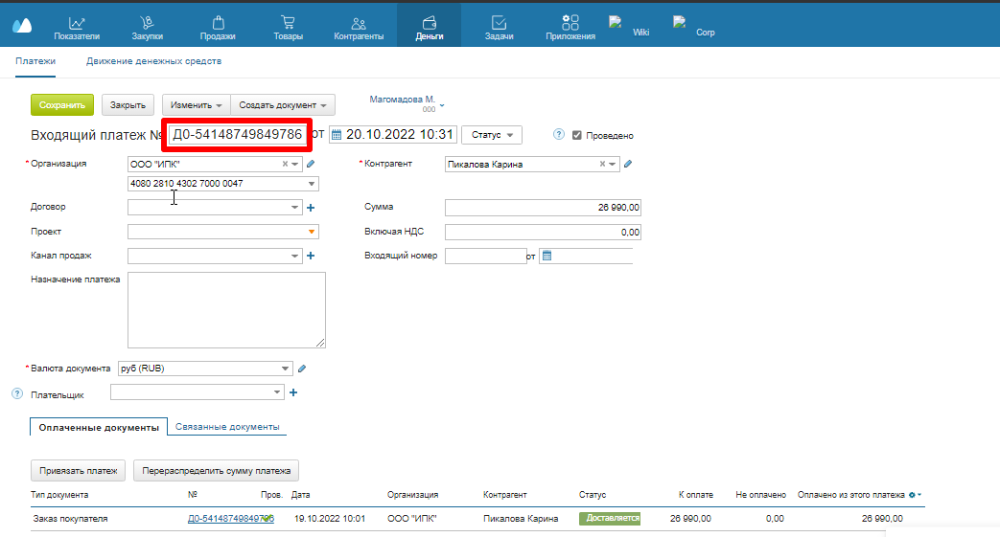 Показатели Закупки Продажи Товары Контрагенты Деньги Задачи Приложения Wiki Corp
Платежи Движение денежных средств
Сохранить Закрыть Изменить Создать документ Магомадова М.
000
Входящий платеж № Д0-54148749849786 от 20.10.2022 10:31 Статус ? Проведено
* Организация ООО "ИПК" * Контрагент Пикалова Карина
4080 2810 4302 7000 0047
Договор Сумма 26 990,00
Проект Включая НДС 0,00
Канал продаж Входящий номер от
Назначение платежа
* Валюта документа руб (RUB)
? Плательщик
Оплаченные документы Связанные документы
Привязать платеж Перераспределить сумму платежа
Тип документа № Пров. Дата Организация Контрагент Статус К оплате Не оплачено Оплачено из этого платежа
Заказ покупателя Д0-54148749849786 19.10.2022 10:01 ООО "ИПК" Пикалова Карина Доставляется 26 990,00 0,00 26 990,00